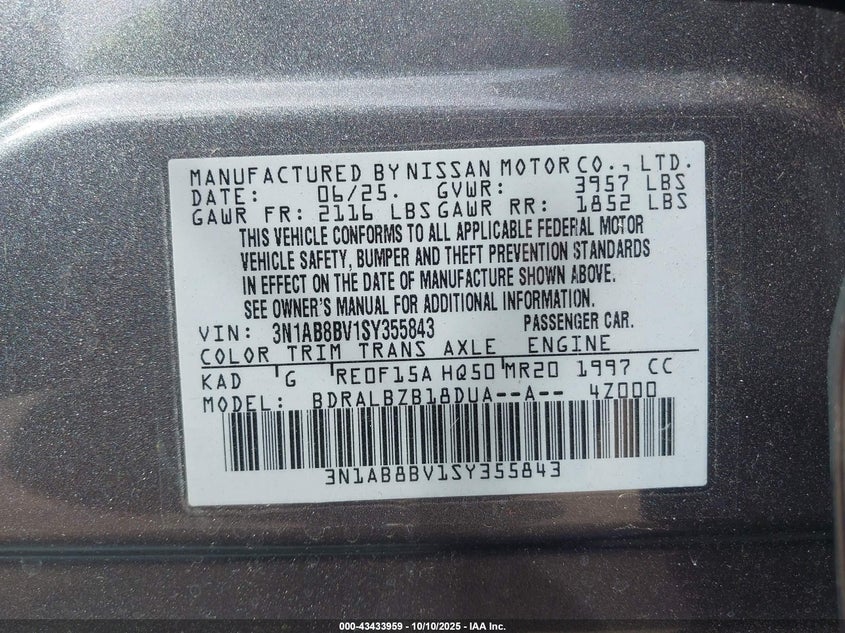 MANUFACTURED BY NISSAN MOTOR CO., LTD.
DATE: 06/25. GVWR: 3957 LBS
GAWR FR: 2116 LBS GAWR RR: 1852 LBS
THIS VEHICLE CONFORMS TO ALL APPLICABLE FEDERAL MOTOR
VEHICLE SAFETY, BUMPER AND THEFT PREVENTION STANDARDS
IN EFFECT ON THE DATE OF MANUFACTURE SHOWN ABOVE.
SEE OWNER'S MANUAL FOR ADDITIONAL INFORMATION.
VIN: 3N1AB8BV1SY355843 PASSENGER CAR.
COLOR TRIM TRANS AXLE ENGINE
KAD G RE0F15A HQ50 MR20 1997 CC
MODEL: BDRALBZB18DUA--A-- 4Z000
3N1AB8BV1SY355843
000-43433959 - 10/10/2025 - IAA Inc.